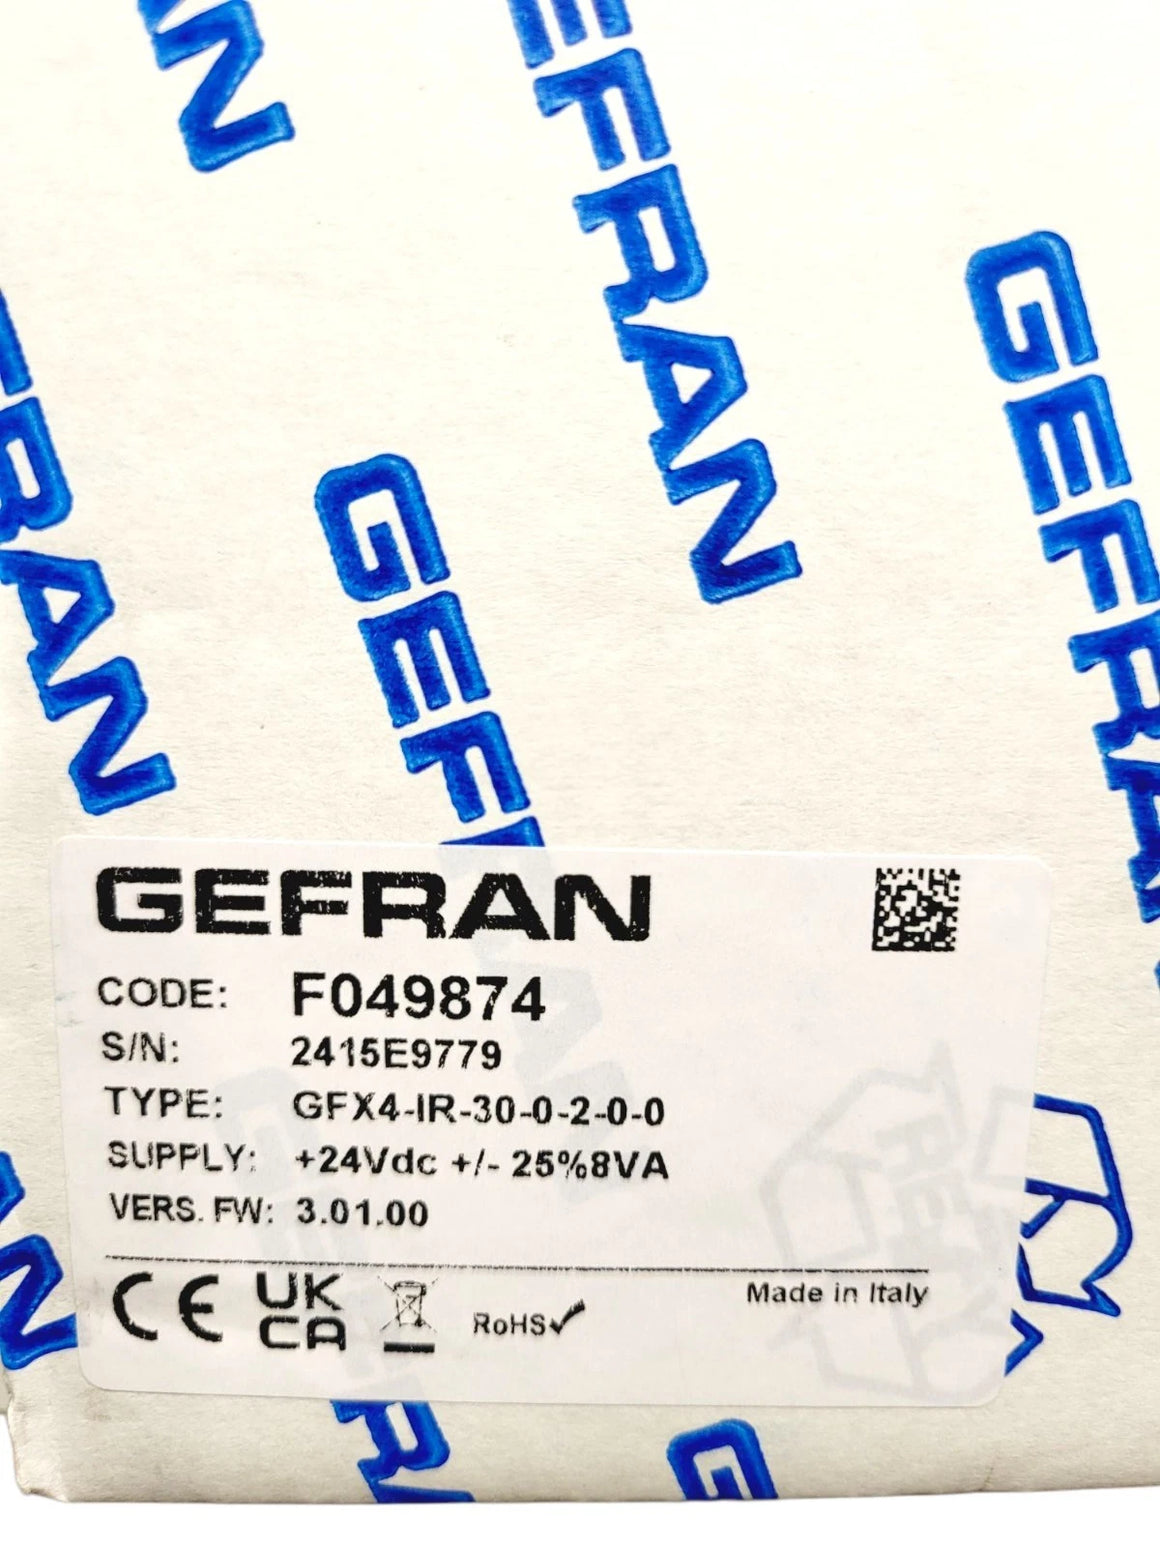 GEFRAN
GEFRAN
GEFRAN
GEFRAN
GEFRAN
CODE: F049874
S/N: 2415E9779
TYPE: GFX4-IR-30-0-2-0-0
SUPPLY: +24Vdc +/- 25%8VA
VERS. FW: 3.01.00
CE UK CA RoHS✓ Made in Italy